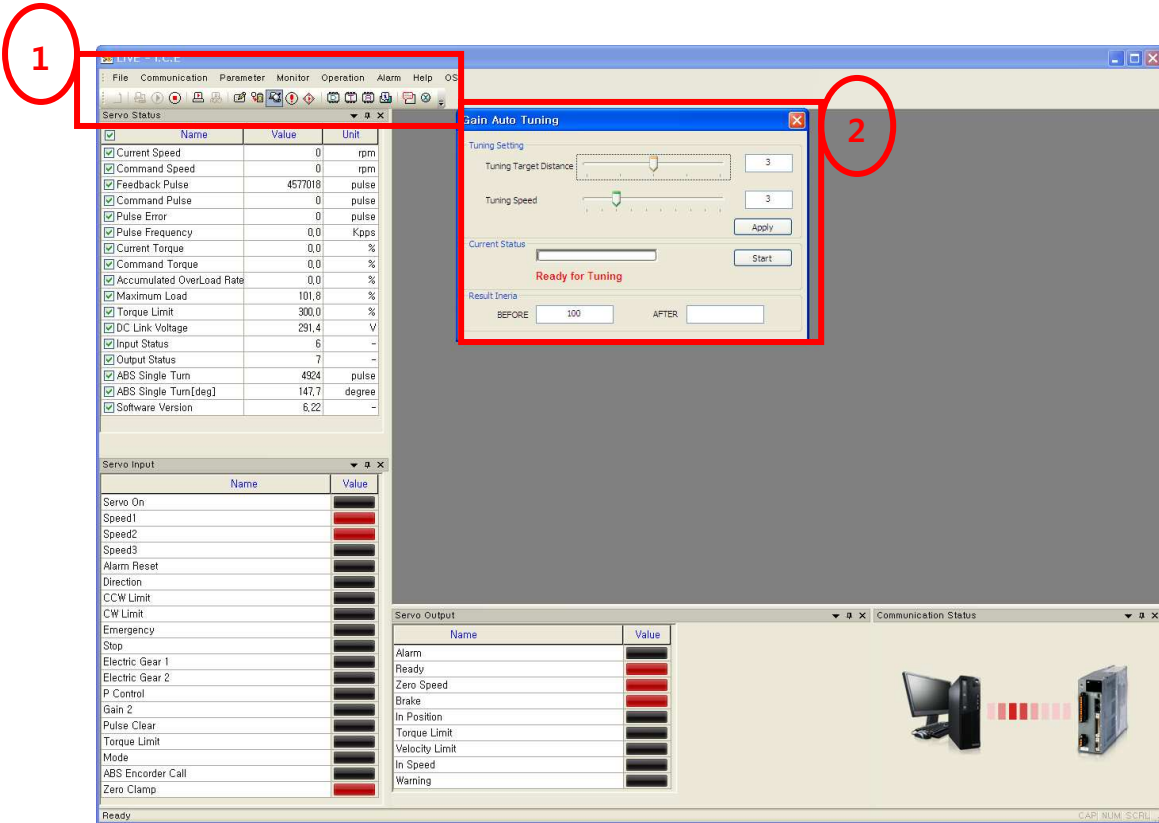 1
LIVE - I.C.E
File Communication Parameter Monitor Operation Alarm Help OS
Servo Status
Name Value Unit
Current Speed 0 rpm
Command Speed 0 rpm
Feedback Pulse 4577018 pulse
Command Pulse 0 pulse
Pulse Error 0 pulse
Pulse Frequency 0,0 Kpps
Current Torque 0,0 %
Command Torque 0,0 %
Accumulated OverLoad Rate 0,0 %
Maximum Load 101,8 %
Torque Limit 300,0 %
DC Link Voltage 291,4 V
Input Status 6 -
Output Status 7 -
ABS Single Turn 4924 pulse
ABS Single Turn[deg] 147,7 degree
Software Version 6,22 -
2
Gain Auto Tuning
Tuning Setting
Tuning Target Distance 3
Tuning Speed 3
Apply
Current Status
Start
Ready for Tuning
Result Ineria
BEFORE 100 AFTER
Servo Input
Name Value
Servo On
Speed1
Speed2
Speed3
Alarm Reset
Direction
CCW Limit
CW Limit
Emergency
Stop
Electric Gear 1
Electric Gear 2
P Control
Gain 2
Pulse Clear
Torque Limit
Mode
ABS Encorder Call
Zero Clamp
Servo Output
Name Value
Alarm
Ready
Zero Speed
Brake
In Position
Torque Limit
Velocity Limit
In Speed
Warning
Communication Status
Ready
CAP NUM SCRL